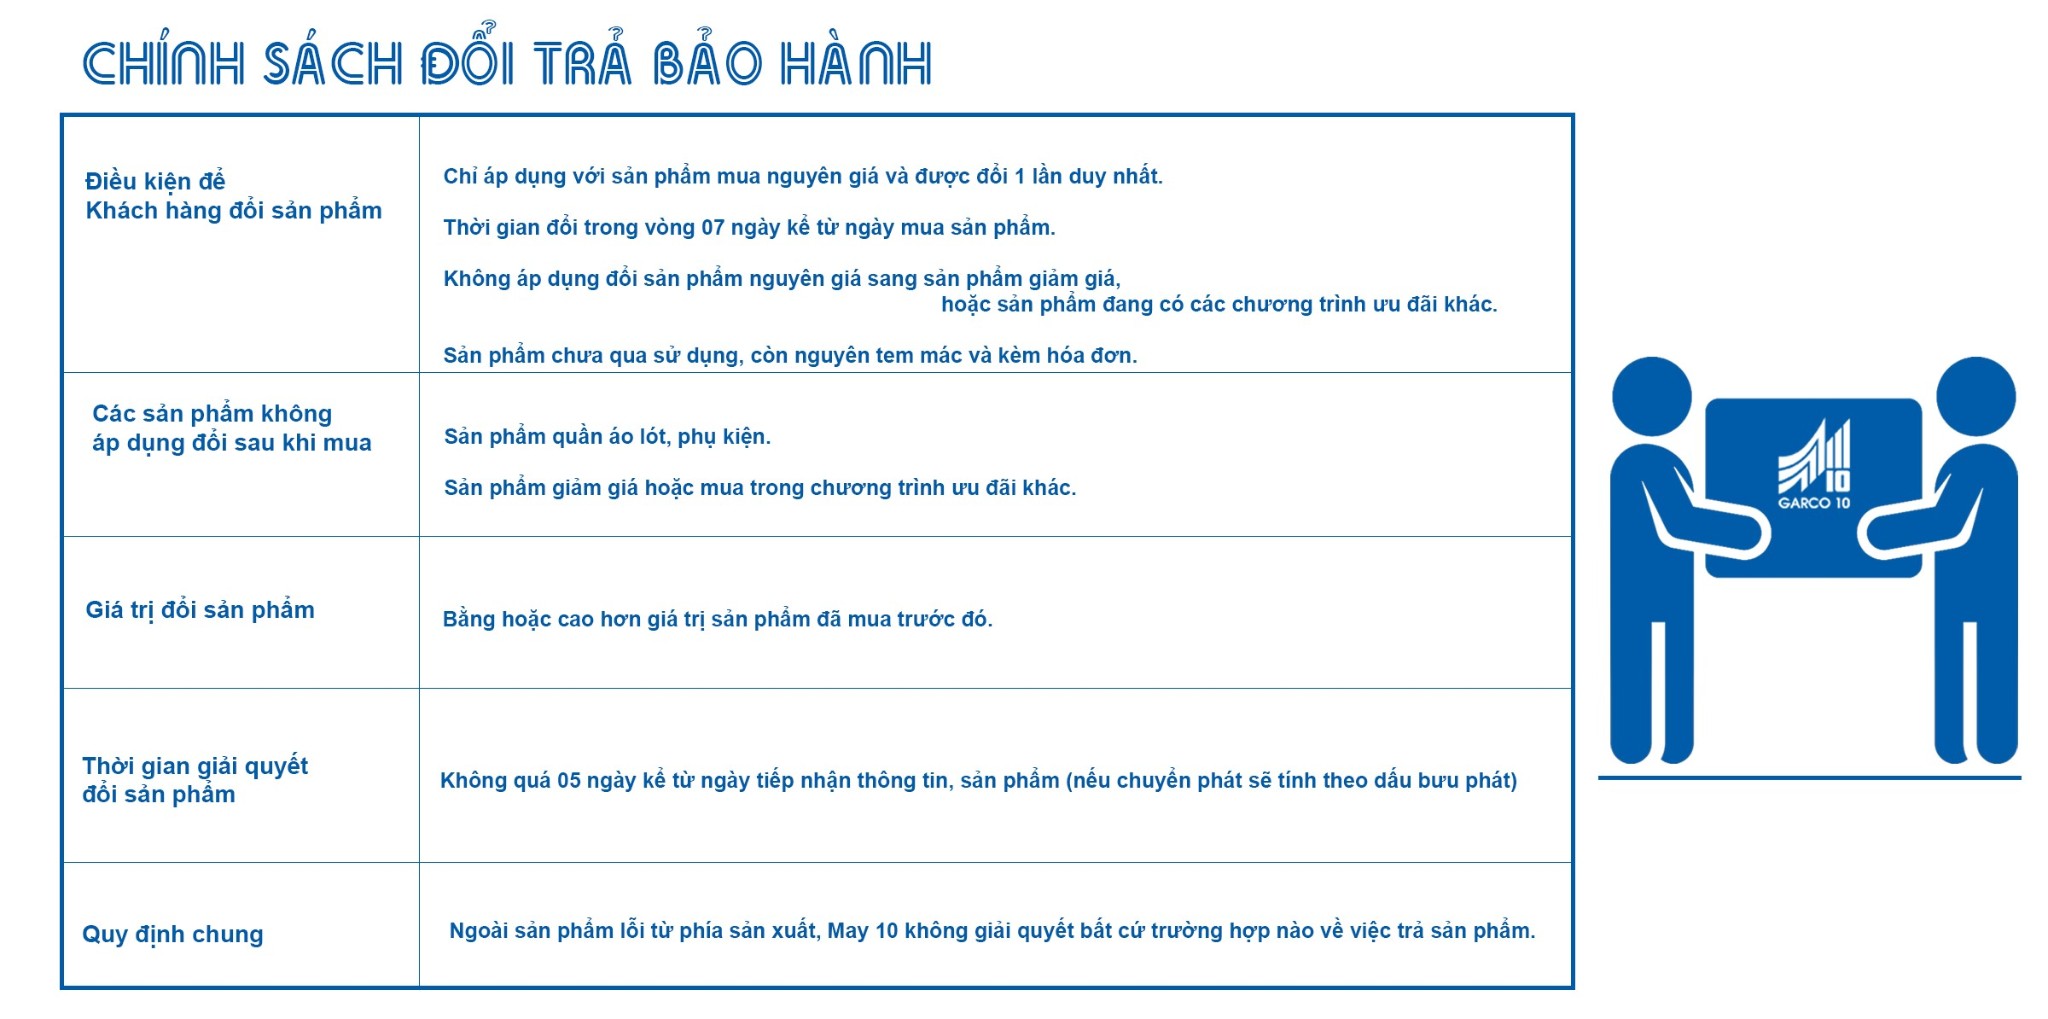 CHÍNH SÁCH ĐỔI TRẢ BẢO HÀNH
Điều kiện để
Khách hàng đổi sản phẩm
Chỉ áp dụng với sản phẩm mua nguyên giá và được đổi 1 lần duy nhất.
Thời gian đổi trong vòng 07 ngày kể từ ngày mua sản phẩm.
Không áp dụng đổi sản phẩm nguyên giá sang sản phẩm giảm giá,
hoặc sản phẩm đang có các chương trình ưu đãi khác.
Sản phẩm chưa qua sử dụng, còn nguyên tem mác và kèm hóa đơn.
Các sản phẩm không
áp dụng đổi sau khi mua
Sản phẩm quần áo lót, phụ kiện.
Sản phẩm giảm giá hoặc mua trong chương trình ưu đãi khác.
Giá trị đổi sản phẩm
Bằng hoặc cao hơn giá trị sản phẩm đã mua trước đó.
Thời gian giải quyết
đổi sản phẩm
Không quá 05 ngày kể từ ngày tiếp nhận thông tin, sản phẩm (nếu chuyển phát sẽ tính theo dấu bưu phát)
Quy định chung
Ngoài sản phẩm lỗi từ phía sản xuất, May 10 không giải quyết bất cứ trường hợp nào về việc trả sản phẩm.
M10
GARCO 10